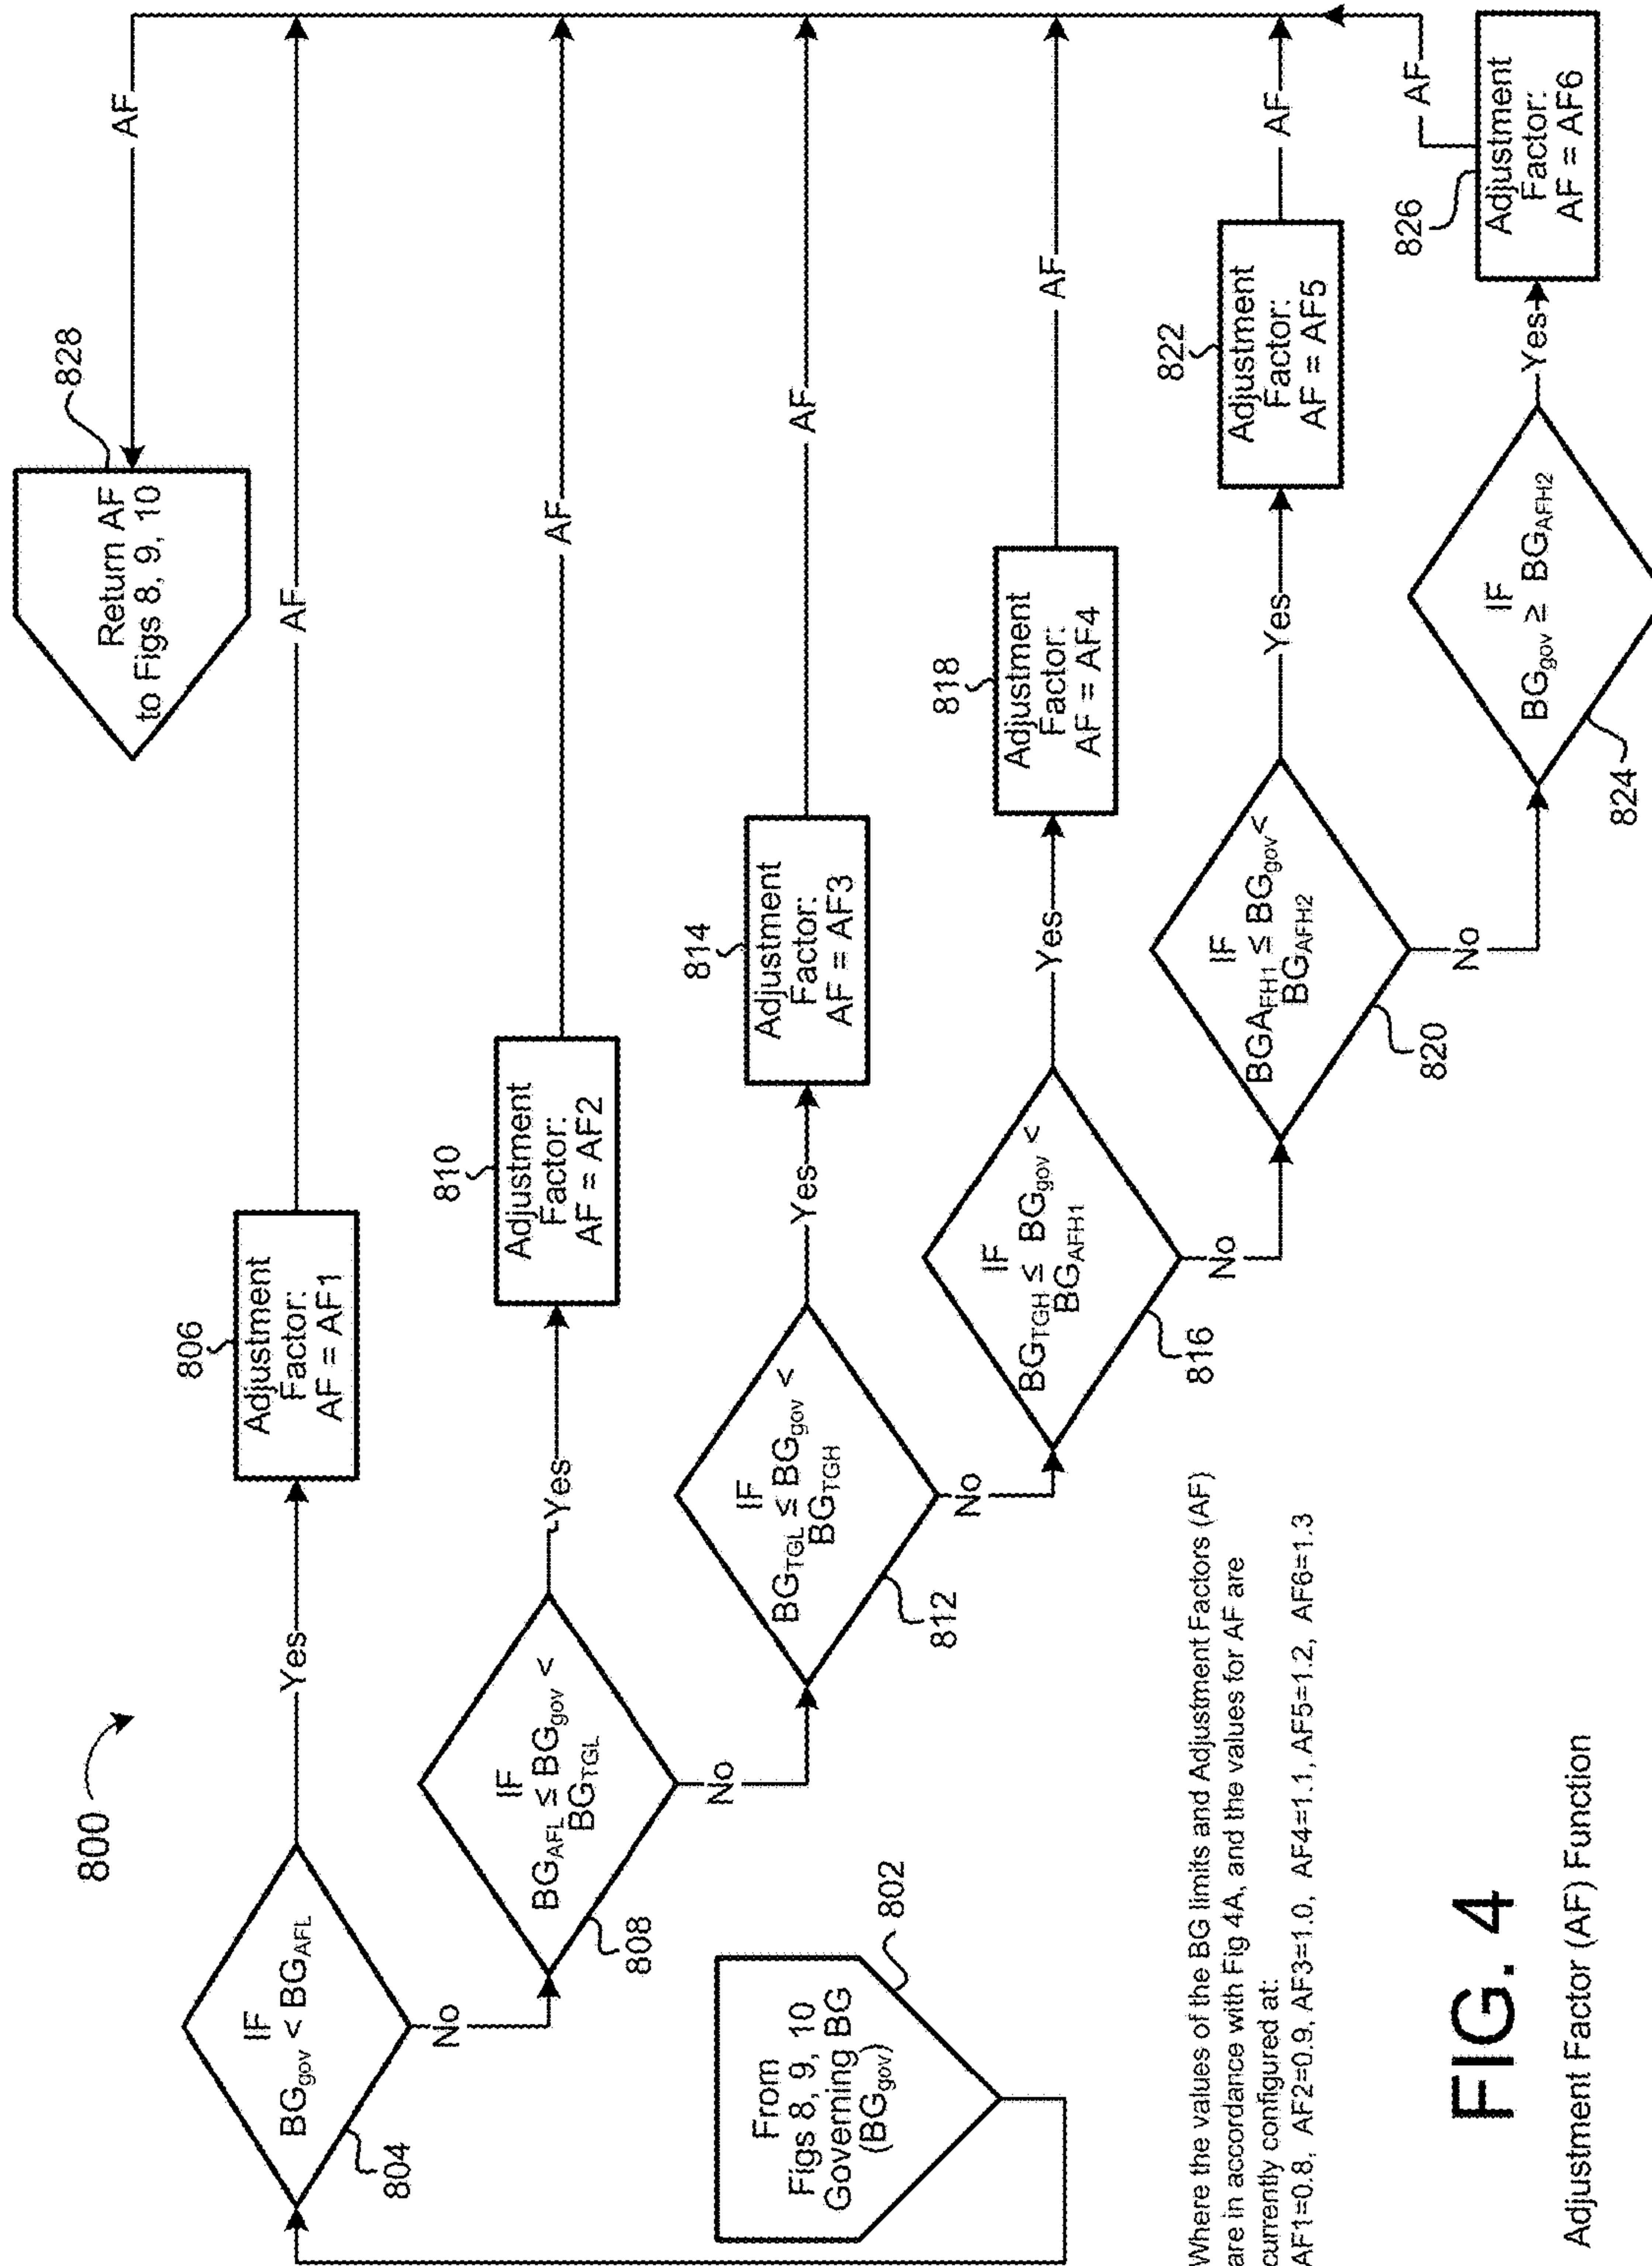 800
IF
BGgov < BGAFL
804
Yes
No
806
Adjustment
Factor:
AF = AF1
AF
AF
828
Return AF
to Figs 8, 9, 10
IF
BGAFL ≤ BGgov <
BGTGL
808
Yes
No
810
Adjustment
Factor:
AF = AF2
AF
From
Figs 8, 9, 10
Governing BG
(BGgov)
802
IF
BGTGL ≤ BGgov <
BGTGH
812
Yes
No
814
Adjustment
Factor:
AF = AF3
AF
IF
BGTGH ≤ BGgov <
BGAFH1
816
Yes
No
818
Adjustment
Factor:
AF = AF4
AF
IF
BGAFH1 ≤ BGgov <
BGAFH2
820
Yes
No
822
Adjustment
Factor:
AF = AF5
AF
IF
BGgov ≥ BGAFH2
824
Yes
826
Adjustment
Factor:
AF = AF6
AF
Where the values of the BG limits and Adjustment Factors (AF)
are in accordance with Fig 4A, and the values for AF are
currently configured at:
AF1=0.8, AF2=0.9, AF3=1.0, AF4=1.1, AF5=1.2, AF6=1.3
FIG. 4
Adjustment Factor (AF) Function